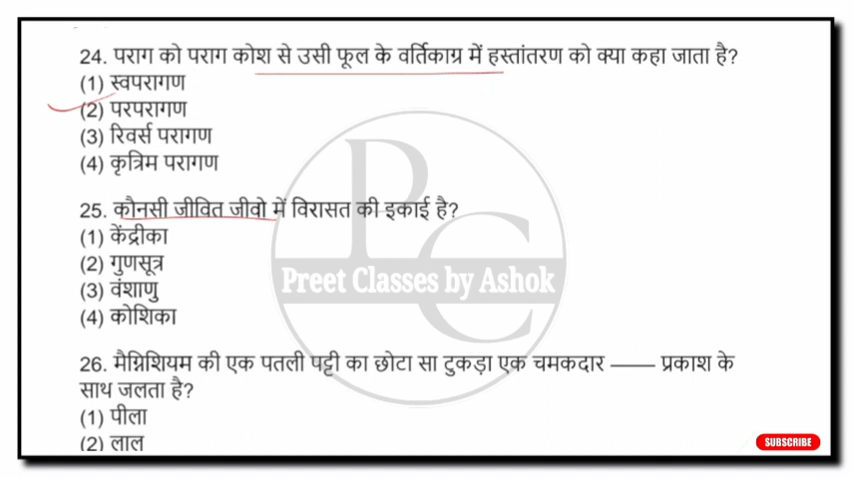 24. पराग को पराग कोश से उसी फूल के वर्तिकाग्र में हस्तांतरण को क्या कहा जाता है?
(1) स्वपरागण
(2) परपरागण
(3) रिवर्स परागण
(4) कृत्रिम परागण
25. कौनसी जीवित जीवो में विरासत की इकाई है?
(1) केंद्रीका
(2) गुणसूत्र
(3) वंशाणु
(4) कोशिका
PC
Preet Classes by Ashok
26. मैग्निशियम की एक पतली पट्टी का छोटा सा टुकड़ा एक चमकदार —— प्रकाश के
साथ जलता है?
(1) पीला
(2) लाल
SUBSCRIBE